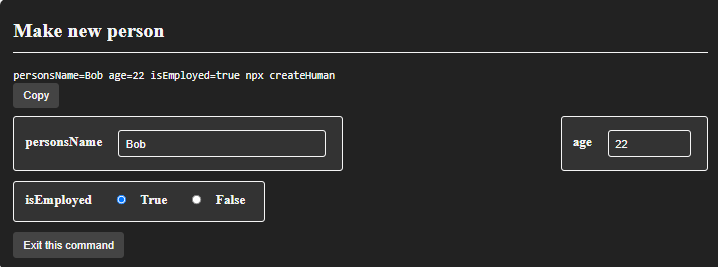 Make new person
personsName=Bob age=22 isEmployed=true npx createHuman
Copy
personsName Bob age 22
isEmployed True False
Exit this command